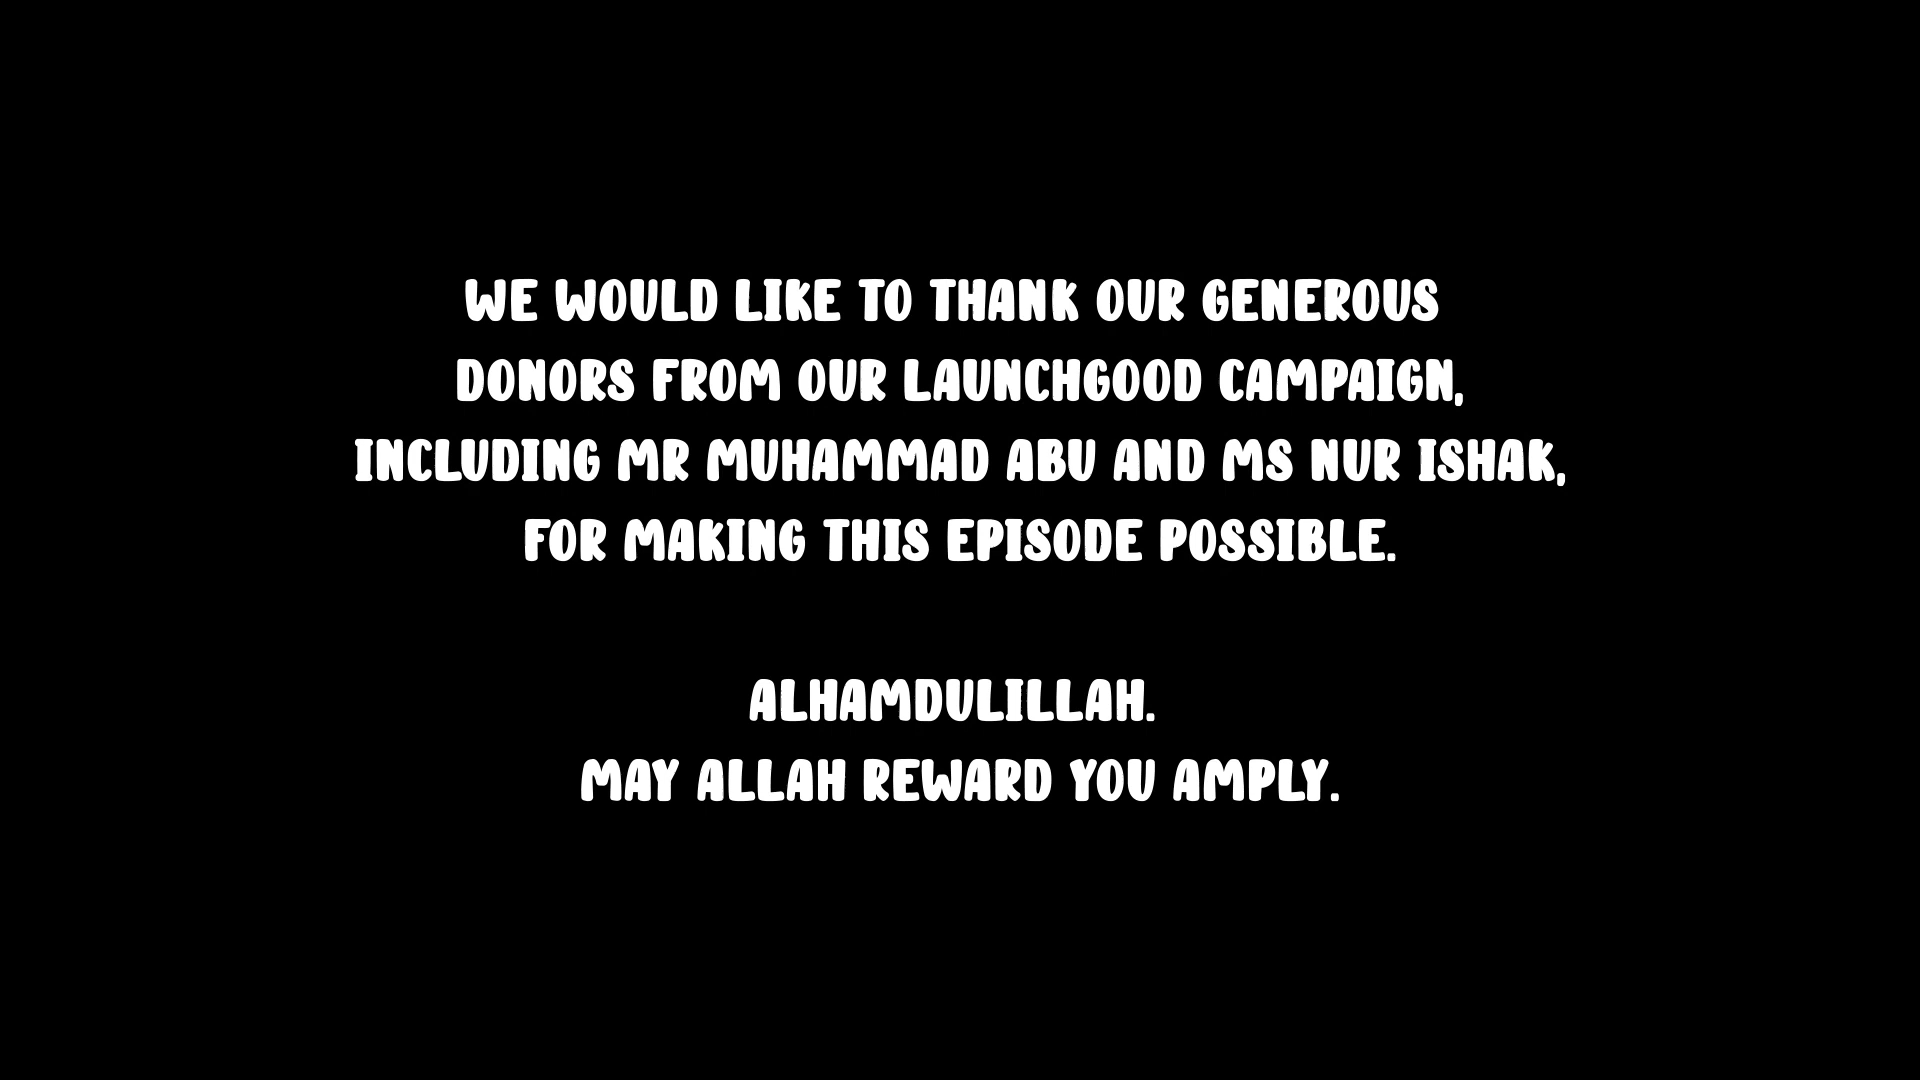 WE WOULD LIKE TO THANK OUR GENEROUS
DONORS FROM OUR LAUNCHGOOD CAMPAIGN,
INCLUDING MR MUHAMMAD ABU AND MS NUR ISHAK,
FOR MAKING THIS EPISODE POSSIBLE.
ALHAMDULILLAH.
MAY ALLAH REWARD YOU AMPLY.